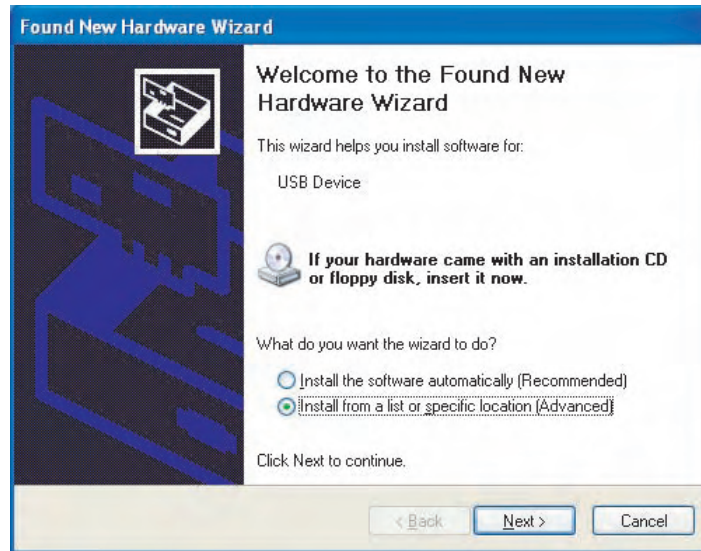 Found New Hardware Wizard
Welcome to the Found New
Hardware Wizard
This wizard helps you install software for:
USB Device
If your hardware came with an installation CD
or floppy disk, insert it now.
What do you want the wizard to do?
Install the software automatically (Recommended)
Install from a list or specific location (Advanced)
Click Next to continue.
< Back Next > Cancel